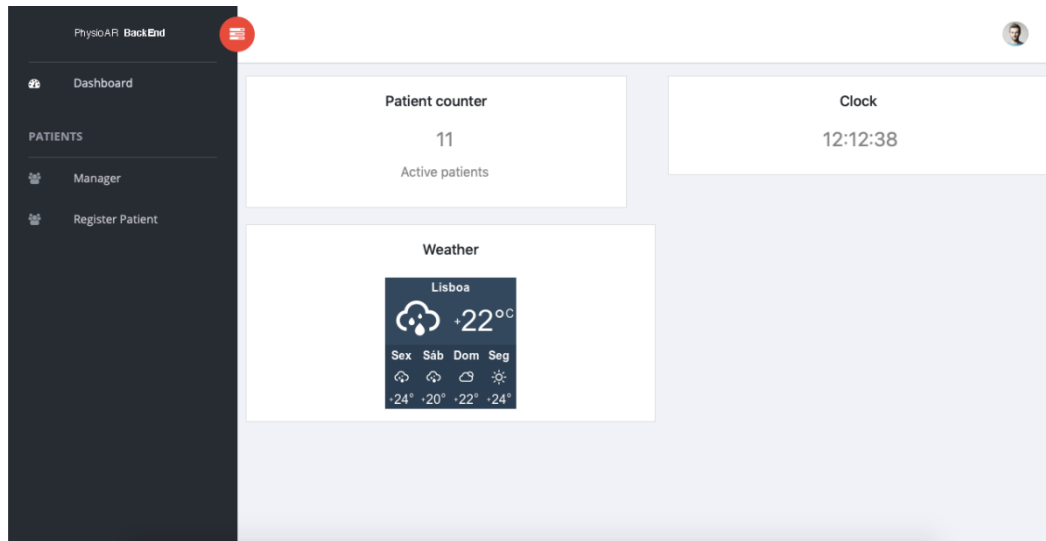 PhysioAR BackEnd
Dashboard
PATIENTS
Manager
Register Patient
Patient counter
11
Active patients
Clock
12:12:38
Weather
Lisboa
+22°C
Sex Sáb Dom Seg
+24° +20° +22° +24°